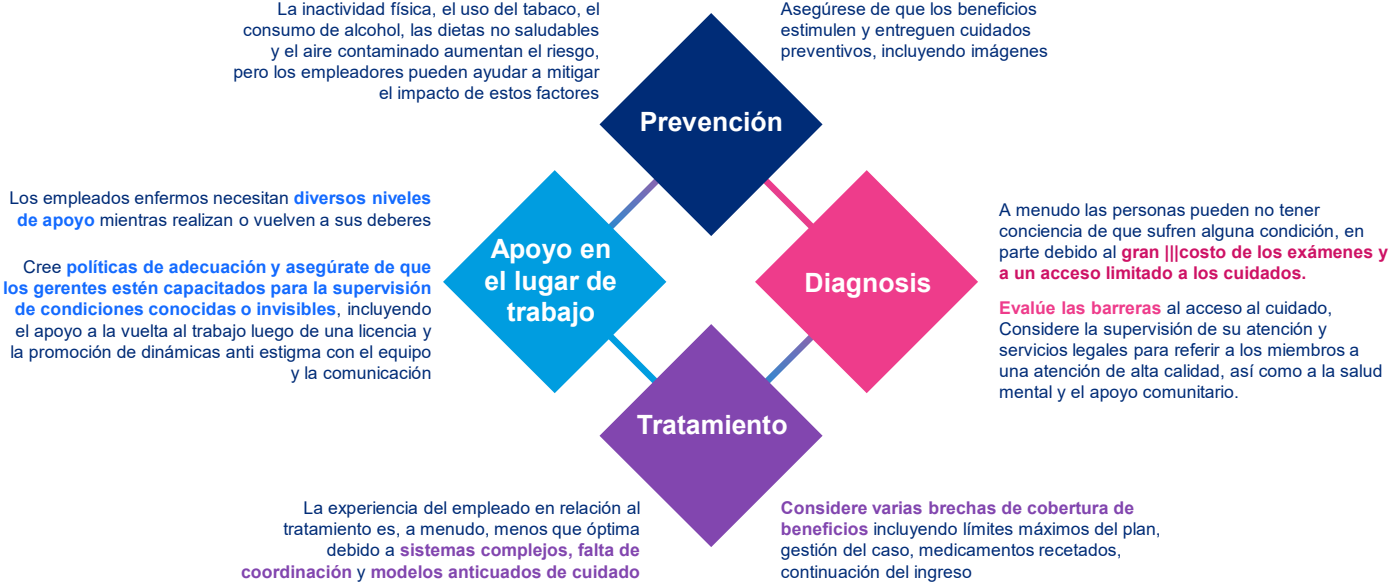 La inactividad física, el uso del tabaco, el
consumo de alcohol, las dietas no saludables
y el aire contaminado aumentan el riesgo,
pero los empleadores pueden ayudar a mitigar
el impacto de estos factores
Asegúrese de que los beneficios
estimulen y entreguen cuidados
preventivos, incluyendo imágenes
Prevención
Los empleados enfermos necesitan diversos niveles
de apoyo mientras realizan o vuelven a sus deberes
Cree políticas de adecuación y asegúrate de que
los gerentes estén capacitados para la supervisión
de condiciones conocidas o invisibles, incluyendo
el apoyo a la vuelta al trabajo luego de una licencia y
la promoción de dinámicas anti estigma con el equipo
y la comunicación
Apoyo en
el lugar de
trabajo
Diagnosis
A menudo las personas pueden no tener
conciencia de que sufren alguna condición, en
parte debido al gran |||costo de los exámenes y
a un acceso limitado a los cuidados.
Evalúe las barreras al acceso al cuidado,
Considere la supervisión de su atención y
servicios legales para referir a los miembros a
una atención de alta calidad, así como a la salud
mental y el apoyo comunitario.
Tratamiento
La experiencia del empleado en relación al
tratamiento es, a menudo, menos que óptima
debido a sistemas complejos, falta de
coordinación y modelos anticuados de cuidado
Considere varias brechas de cobertura de
beneficios incluyendo límites máximos del plan,
gestión del caso, medicamentos recetados,
continuación del ingreso